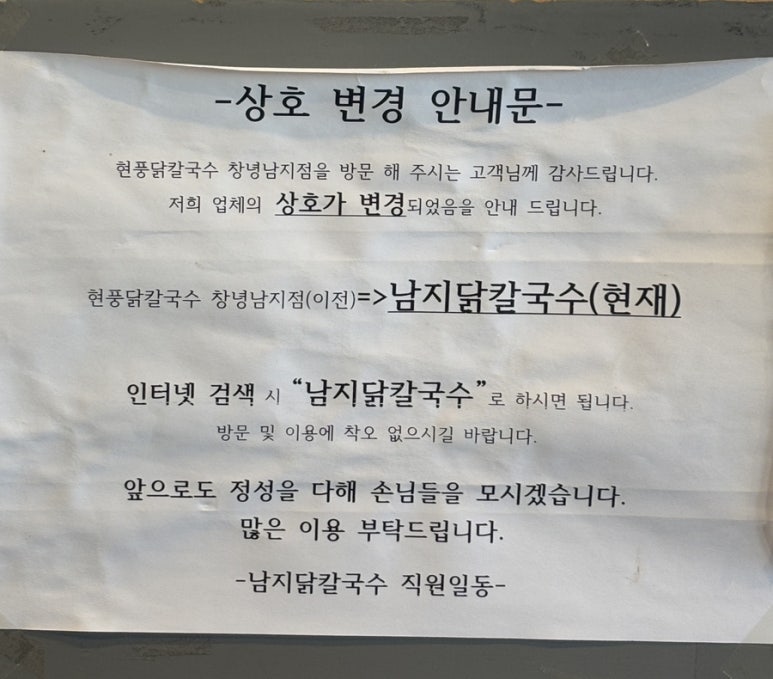 -상호 변경 안내문-
현풍닭칼국수 창녕남지점을 방문 해 주시는 고객님께 감사드립니다.
저희 업체의 상호가 변경되었음을 안내 드립니다.
현풍닭칼국수 창녕남지점(이전)=>남지닭칼국수(현재)
인터넷 검색 시 “남지닭칼국수”로 하시면 됩니다.
방문 및 이용에 착오 없으시길 바랍니다.
앞으로도 정성을 다해 손님들을 모시겠습니다.
많은 이용 부탁드립니다.
-남지닭칼국수 직원일동-